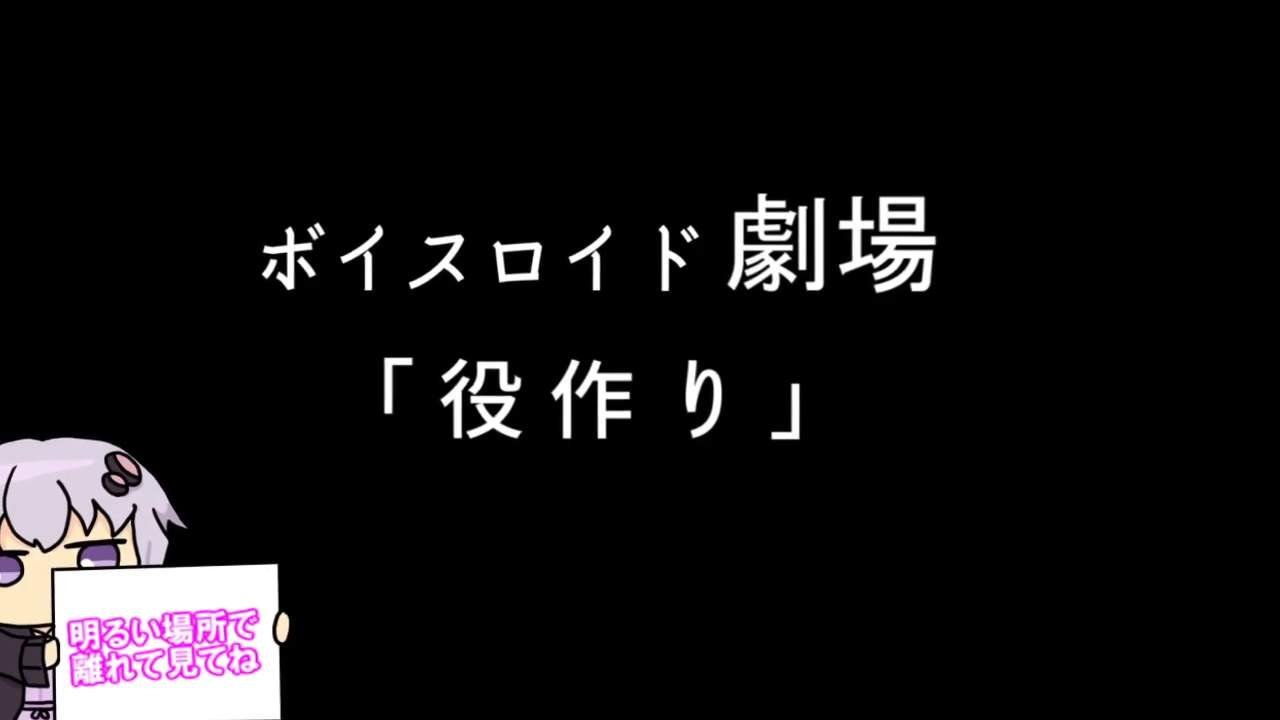 ボイスロイド劇場
「役作り」
明るい場所で
離れて見てね